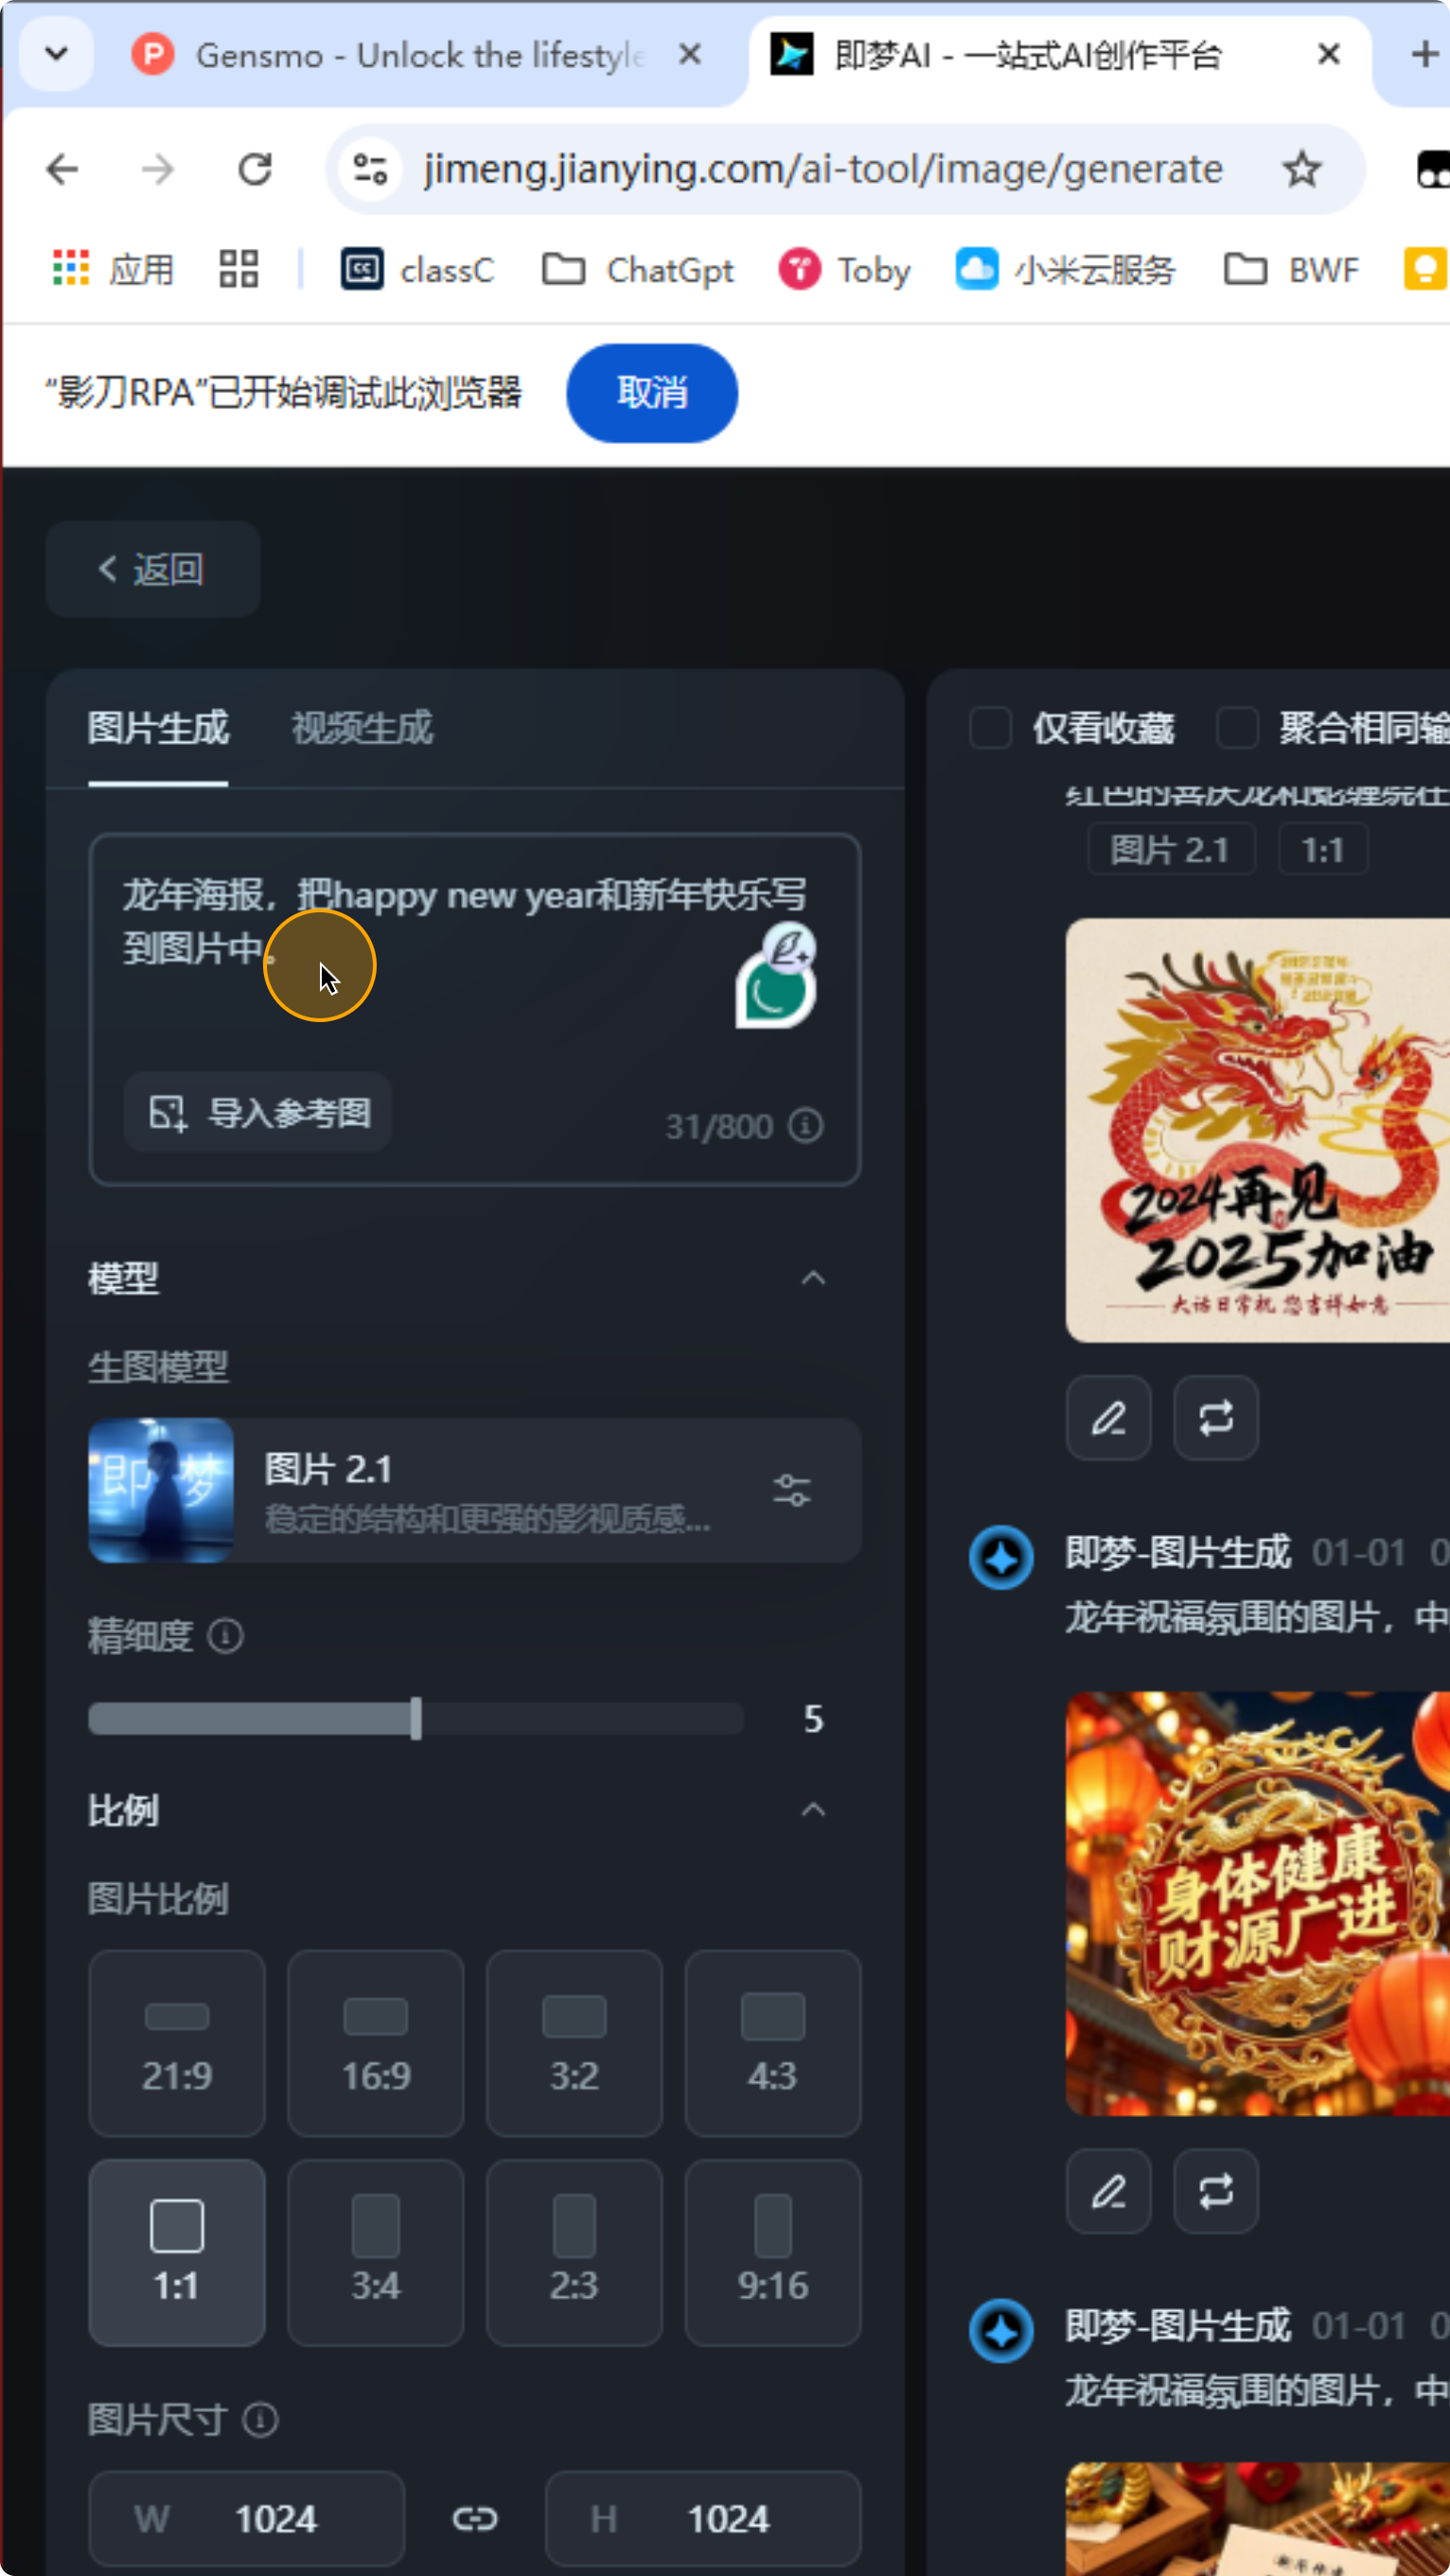 Gensmo - Unlock the lifestyle
即梦AI - 一站式AI创作平台
jimeng.jianying.com/ai-tool/image/generate
应用
classC
ChatGpt
Toby
小米云服务
BWF
“影刀RPA”已开始调试此浏览器
取消
返回
图片生成
视频生成
龙年海报，把happy new year和新年快乐写
到图片中。
导入参考图
31/800
模型
生图模型
即梦
图片 2.1
稳定的结构和更强的影视质感...
精细度
5
比例
图片比例
21:9
16:9
3:2
4:3
1:1
3:4
2:3
9:16
图片尺寸
W 1024
H 1024
仅看收藏
聚合相同输
图片 2.1
1:1
2024再见
2025加油
即梦-图片生成 01-01 0
龙年祝福氛围的图片，中
身体健康
财源广进
即梦-图片生成 01-01 0
龙年祝福氛围的图片，中